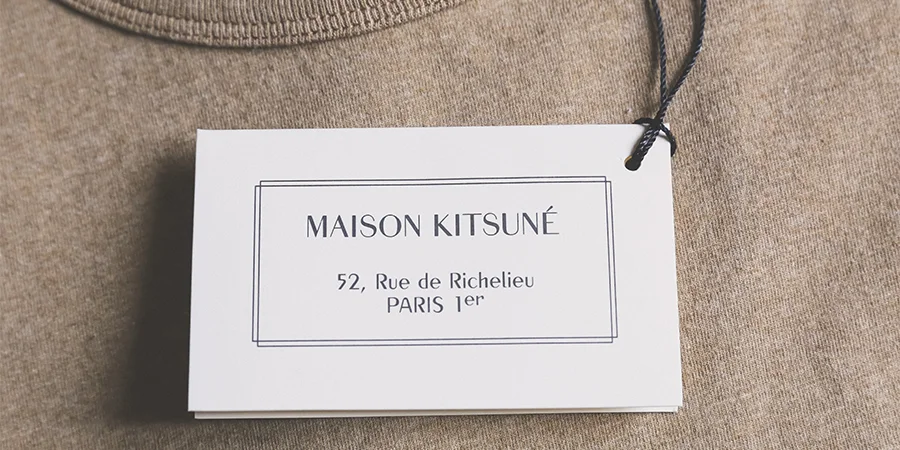 MAISON KITSUNÉ
52, Rue de Richelieu
PARIS 1er